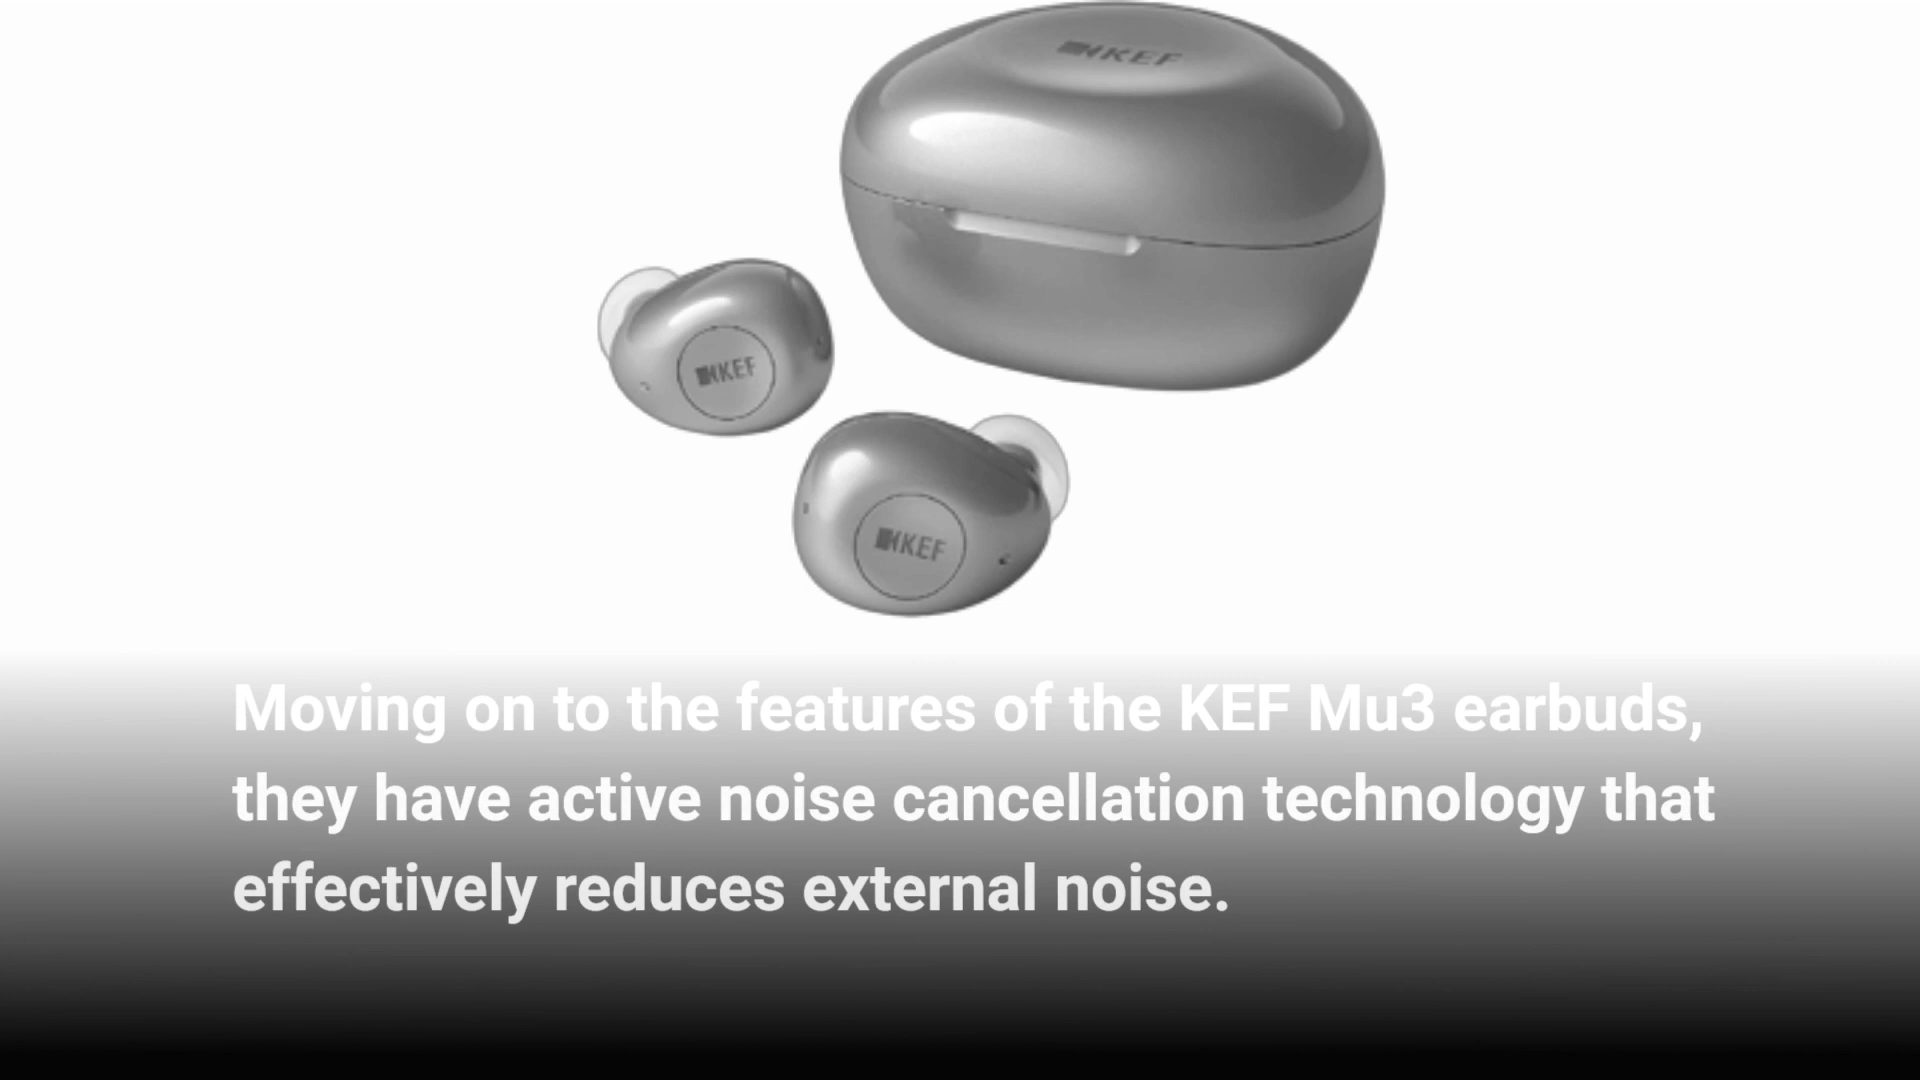 KEF
KEF
KEF
Moving on to the features of the KEF Mu3 earbuds,
they have active noise cancellation technology that
effectively reduces external noise.